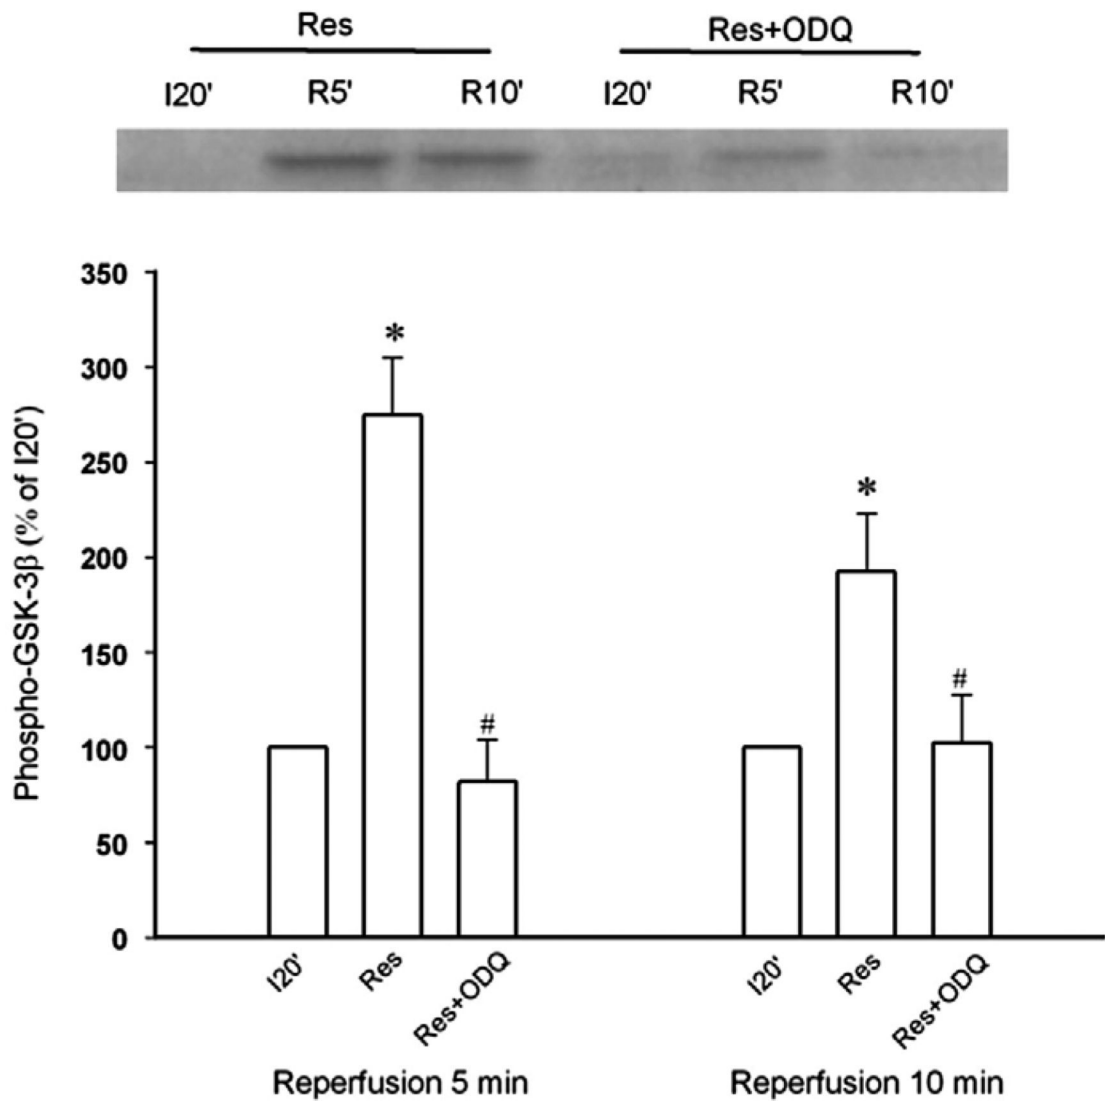 Res Res+ODQ
I20' R5' R10' I20' R5' R10'
Phospho-GSK-3β (% of I20')
350
300
250
200
150
100
50
0
*
#
*
#
I20' Res Res+ODQ I20' Res Res+ODQ
Reperfusion 5 min Reperfusion 10 min